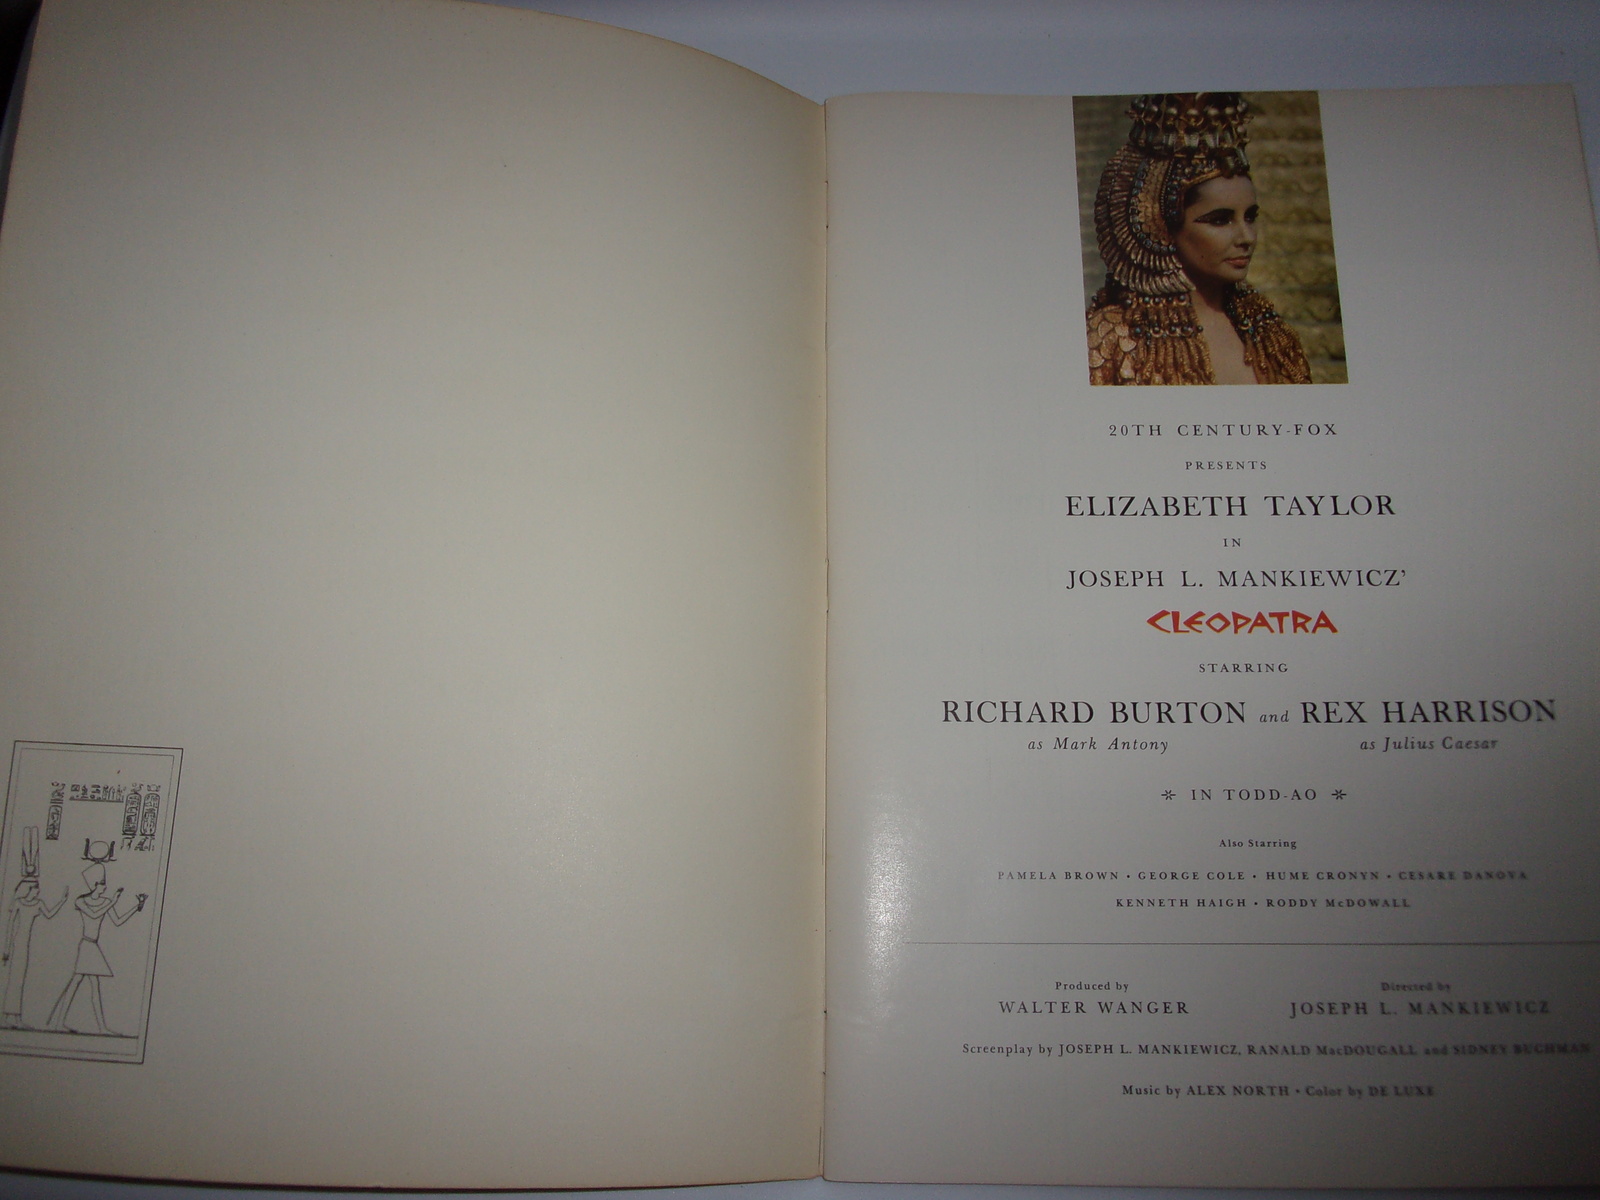 20TH CENTURY-FOX
PRESENTS
ELIZABETH TAYLOR
IN
JOSEPH L. MANKIEWICZ'
CLEOPATRA
STARRING
RICHARD BURTON and REX HARRISON
as Mark Antony as Julius Caesar
✳ IN TODD-AO ✳
Also Starring
PAMELA BROWN • GEORGE COLE • HUME CRONYN • CESARE DANOVA
KENNETH HAIGH • RODDY McDOWALL
Produced by Directed by
WALTER WANGER JOSEPH L. MANKIEWICZ
Screenplay by JOSEPH L. MANKIEWICZ, RANALD MacDOUGALL and SIDNEY BUCHMAN
Music by ALEX NORTH • Color by DE LUXE